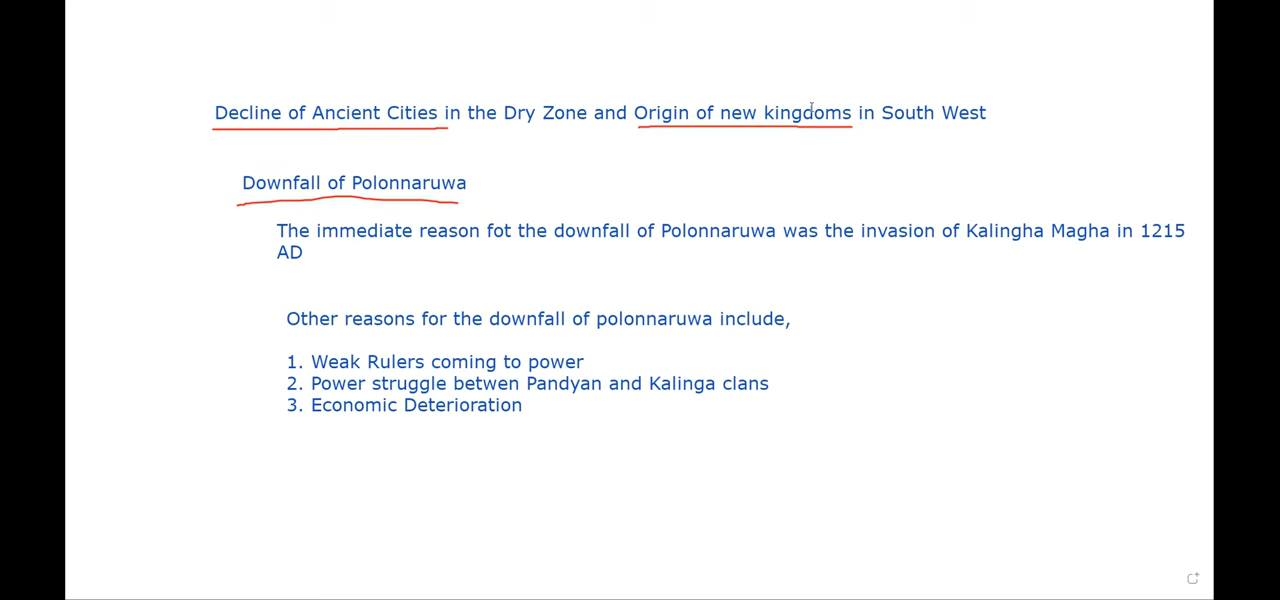 Decline of Ancient Cities in the Dry Zone and Origin of new kingdoms in South West
Downfall of Polonnaruwa
The immediate reason fot the downfall of Polonnaruwa was the invasion of Kalingha Magha in 1215
AD
Other reasons for the downfall of polonnaruwa include,
1. Weak Rulers coming to power
2. Power struggle betwen Pandyan and Kalinga clans
3. Economic Deterioration